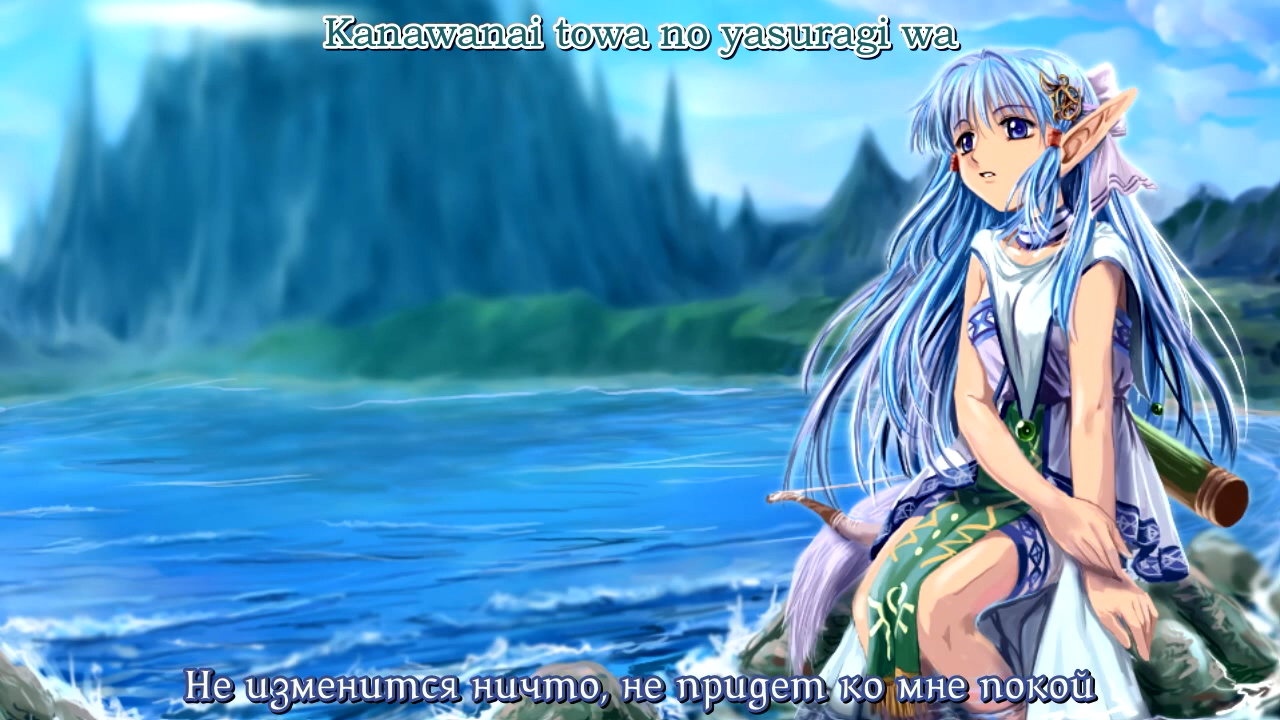 Kanawanai towa no yasuragi wa
Не изменится ничто, не придет ко мне покой